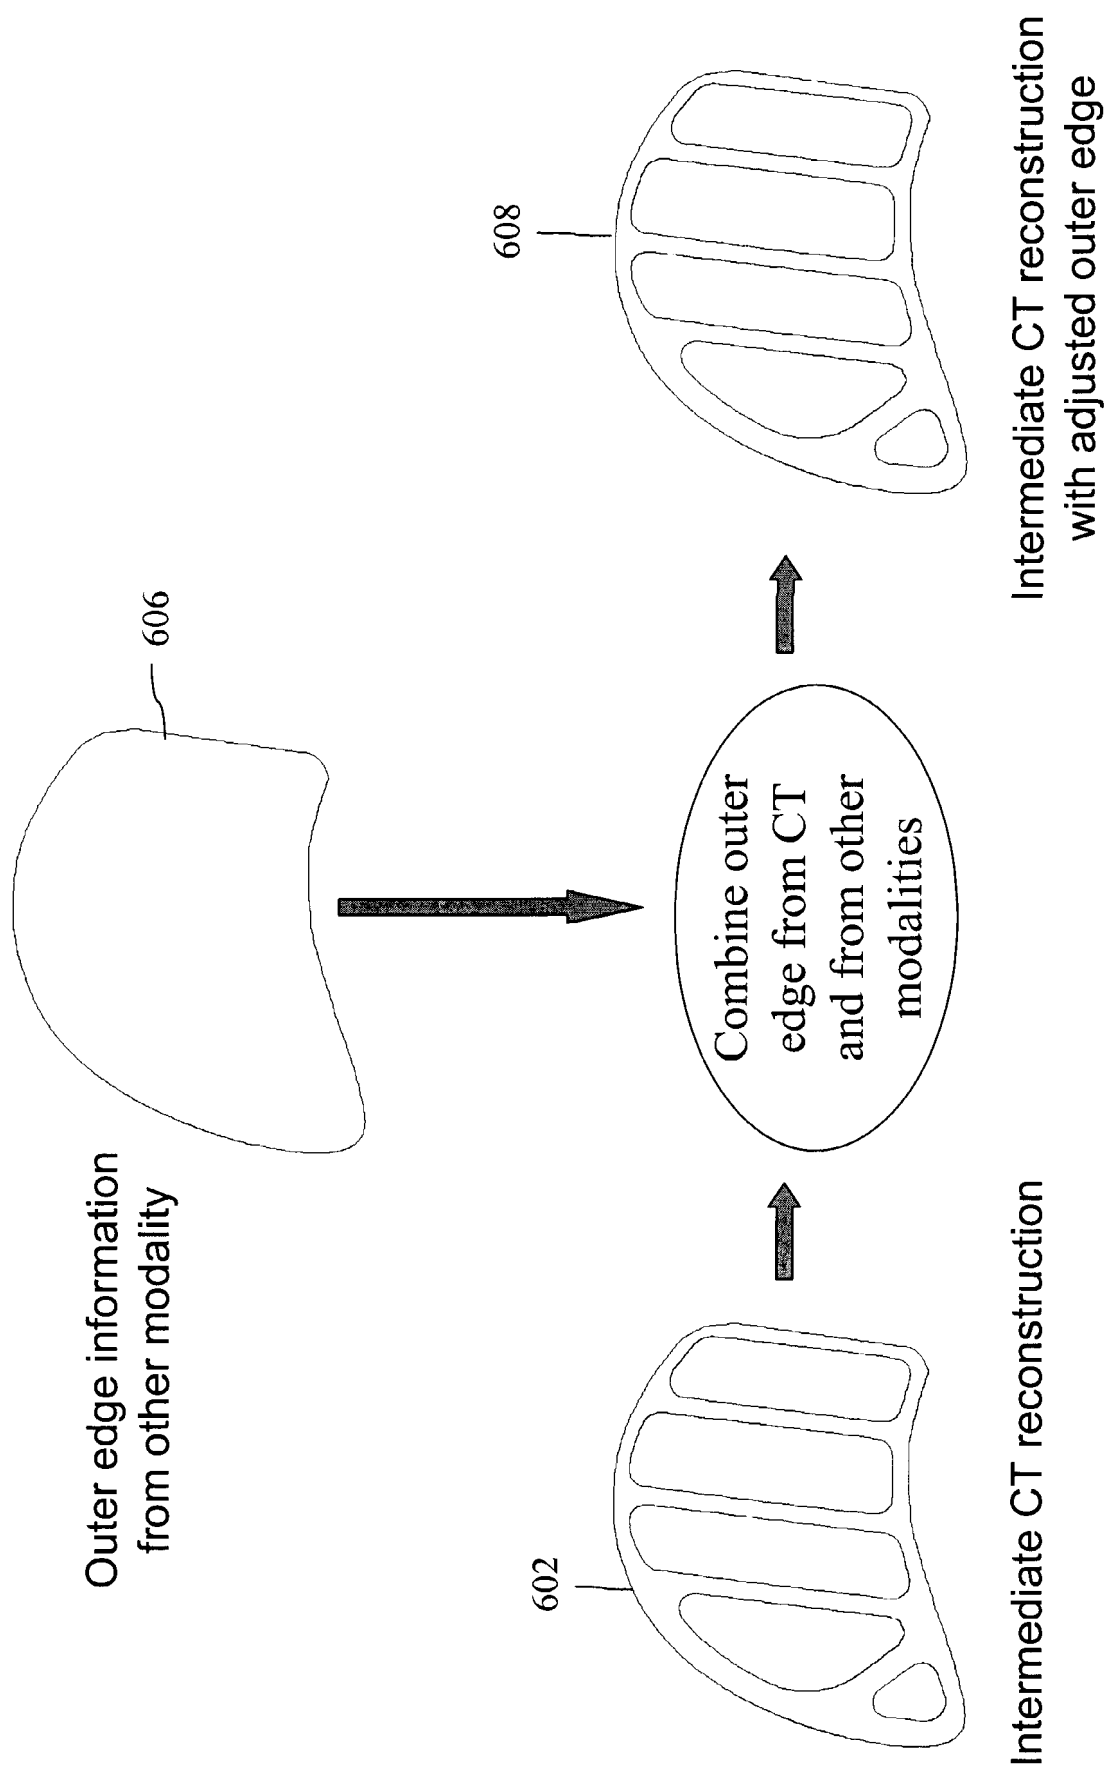 Outer edge information
from other modality
606
602
608
Combine outer
edge from CT
and from other
modalities
Intermediate CT reconstruction
Intermediate CT reconstruction
with adjusted outer edge